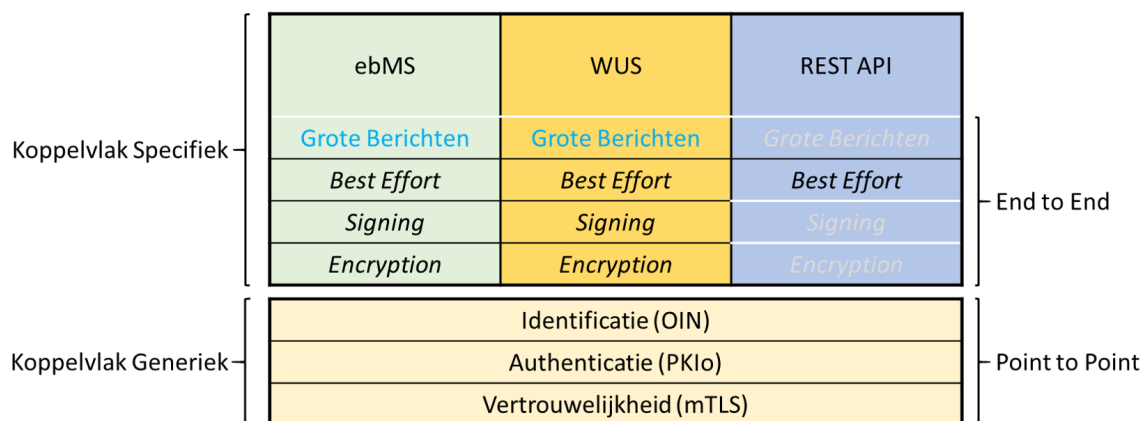 ebMS
WUS
REST API
Koppelvlak Specifiek
Grote Berichten
Grote Berichten
Grote Berichten
Best Effort
Best Effort
Best Effort
End to End
Signing
Signing
Signing
Encryption
Encryption
Encryption
Identificatie (OIN)
Koppelvlak Generiek
Authenticatie (PKIo)
Point to Point
Vertrouwelijkheid (mTLS)